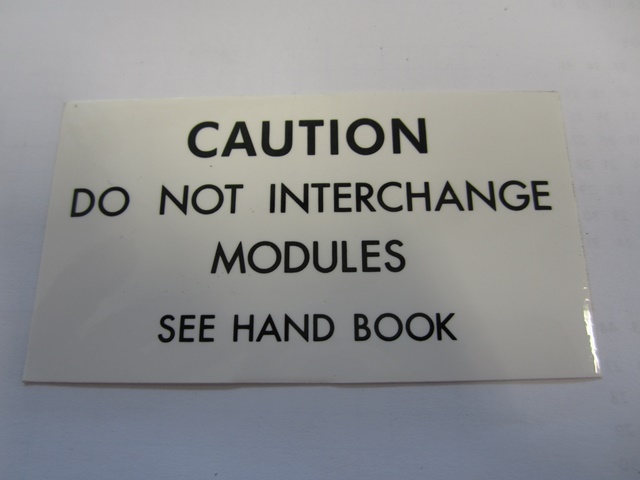 CAUTION
DO NOT INTERCHANGE
MODULES
SEE HAND BOOK